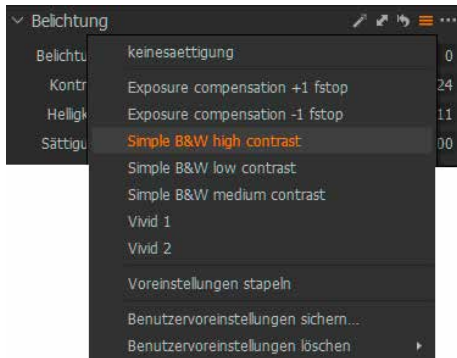 Belichtung
Belichtu
keinesaettigung
0
Kontr
Exposure compensation +1 fstop
24
Helligk
Exposure compensation -1 fstop
11
Sättigu
Simple B&W high contrast
00
Simple B&W low contrast
Simple B&W medium contrast
Vivid 1
Vivid 2
Voreinstellungen stapeln
Benutzervoreinstellungen sichern...
Benutzervoreinstellungen löschen